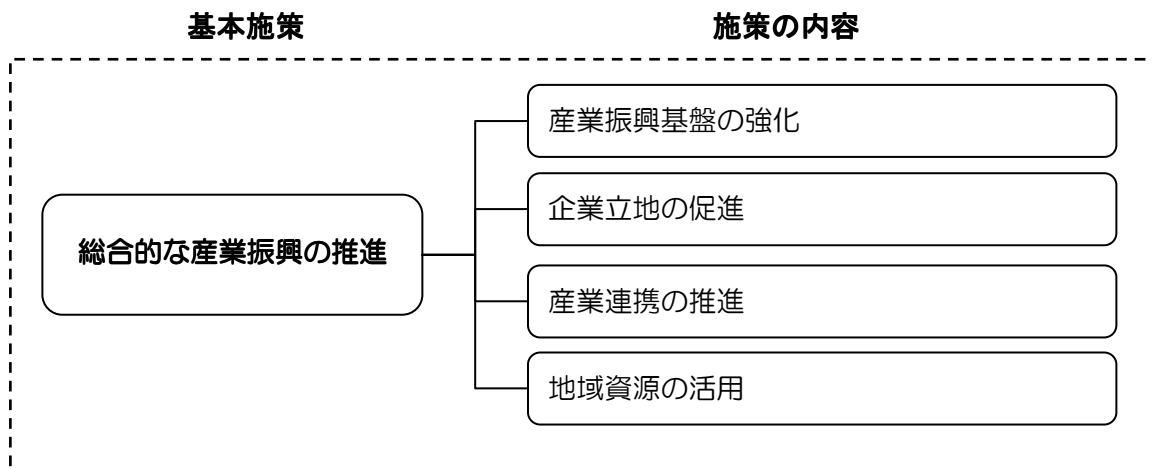 基本施策
施策の内容
産業振興基盤の強化
企業立地の促進
総合的な産業振興の推進
産業連携の推進
地域資源の活用